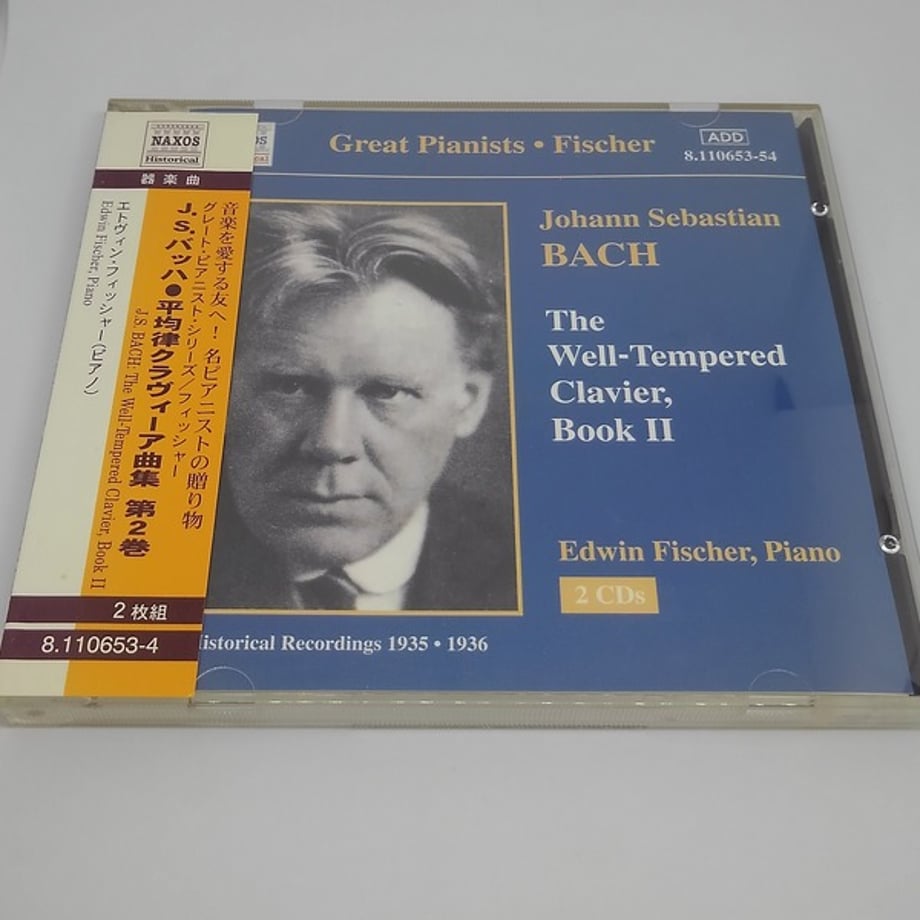 NAXOS
Historical
器楽曲
音楽を愛する友へ！ 名ピアニストの贈り物
グレート・ピアニスト・シリーズ／フィッシャー
J.S.バッハ●平均律クラヴィーア曲集 第2巻
J.S. BACH: The Well-Tempered Clavier, Book II
エトヴィン・フィッシャー(ピアノ)
Edwin Fischer, Piano
2枚組
8.110653-4
Great Pianists • Fischer
ADD
8.110653-54
Johann Sebastian
BACH
The
Well-Tempered
Clavier,
Book II
Edwin Fischer, Piano
2 CDs
istorical Recordings 1935 • 1936